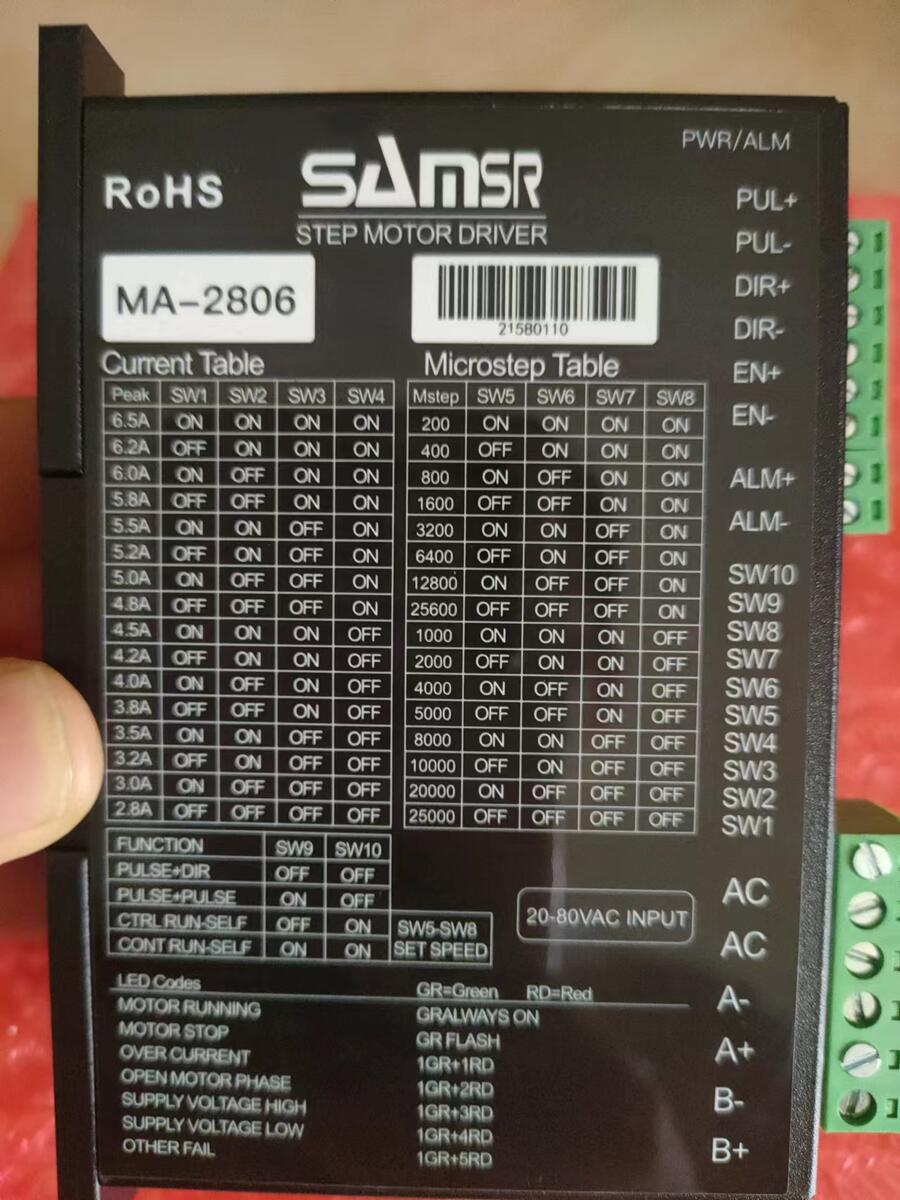 PWR/ALM
RoHS
SAMSR
STEP MOTOR DRIVER
MA-2806
21580110
Current Table
Peak SW1 SW2 SW3 SW4
6.5A ON ON ON ON
6.2A OFF ON ON ON
6.0A ON OFF ON ON
5.8A OFF OFF ON ON
5.5A ON ON OFF ON
5.2A OFF ON OFF ON
5.0A ON OFF OFF ON
4.8A OFF OFF OFF ON
4.5A ON ON ON OFF
4.2A OFF ON ON OFF
4.0A ON OFF ON OFF
3.8A OFF OFF ON OFF
3.5A ON ON OFF OFF
3.2A OFF ON OFF OFF
3.0A ON OFF OFF OFF
2.8A OFF OFF OFF OFF
Microstep Table
Mstep SW5 SW6 SW7 SW8
200 ON ON ON ON
400 OFF ON ON ON
800 ON OFF ON ON
1600 OFF OFF ON ON
3200 ON ON OFF ON
6400 OFF ON OFF ON
12800 ON OFF OFF ON
25600 OFF OFF OFF ON
1000 ON ON ON OFF
2000 OFF ON ON OFF
4000 ON OFF ON OFF
5000 OFF OFF ON OFF
8000 ON ON OFF OFF
10000 OFF ON OFF OFF
20000 ON OFF OFF OFF
25000 OFF OFF OFF OFF
FUNCTION SW9 SW10
PULSE+DIR OFF OFF
PULSE+PULSE ON OFF
CTRL RUN-SELF OFF ON
CONT RUN-SELF ON ON
SW5-SW8
SET SPEED
20-80VAC INPUT
LED Codes GR=Green RD=Red
MOTOR RUNNING GRALWAYS ON
MOTOR STOP GR FLASH
OVER CURRENT 1GR+1RD
OPEN MOTOR PHASE 1GR+2RD
SUPPLY VOLTAGE HIGH 1GR+3RD
SUPPLY VOLTAGE LOW 1GR+4RD
OTHER FAIL 1GR+5RD
PUL+
PUL-
DIR+
DIR-
EN+
EN-
ALM+
ALM-
SW10
SW9
SW8
SW7
SW6
SW5
SW4
SW3
SW2
SW1
AC
AC
A-
A+
B-
B+